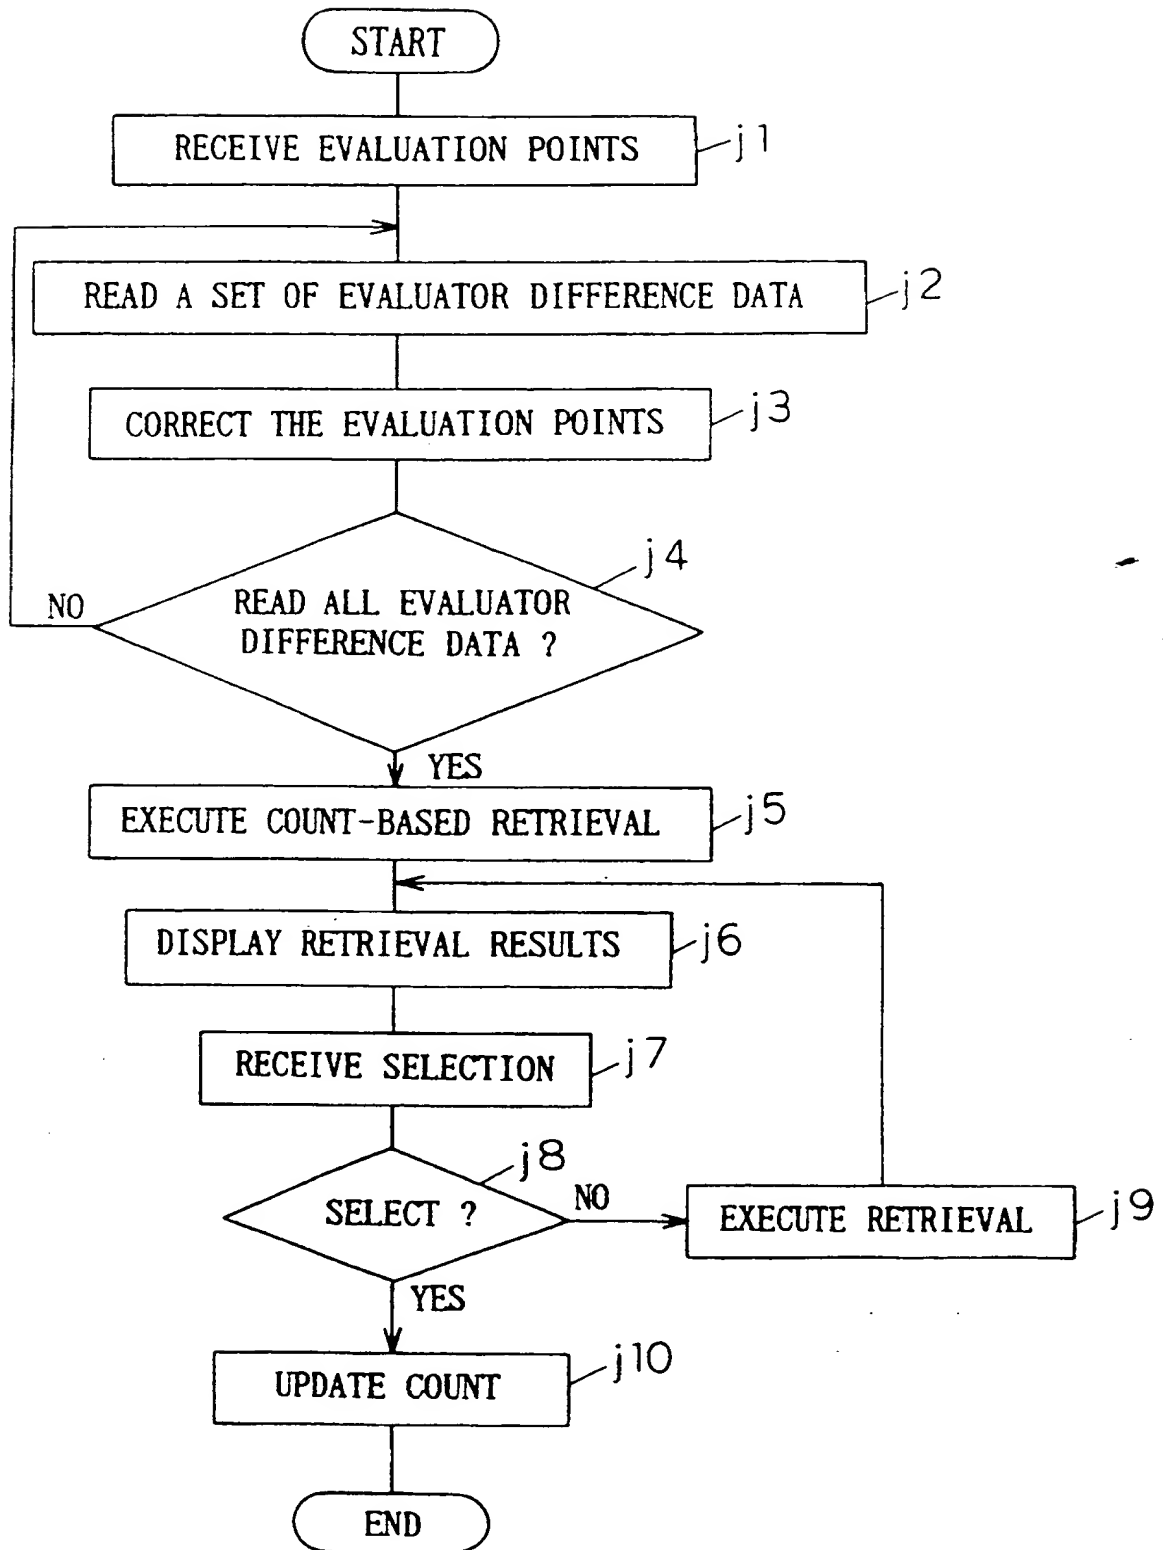 START
RECEIVE EVALUATION POINTS
j1
READ A SET OF EVALUATOR DIFFERENCE DATA
j2
CORRECT THE EVALUATION POINTS
j3
j4
READ ALL EVALUATOR
DIFFERENCE DATA ?
NO
YES
EXECUTE COUNT-BASED RETRIEVAL
j5
DISPLAY RETRIEVAL RESULTS
j6
RECEIVE SELECTION
j7
j8
SELECT ?
NO
EXECUTE RETRIEVAL
j9
YES
UPDATE COUNT
j10
END